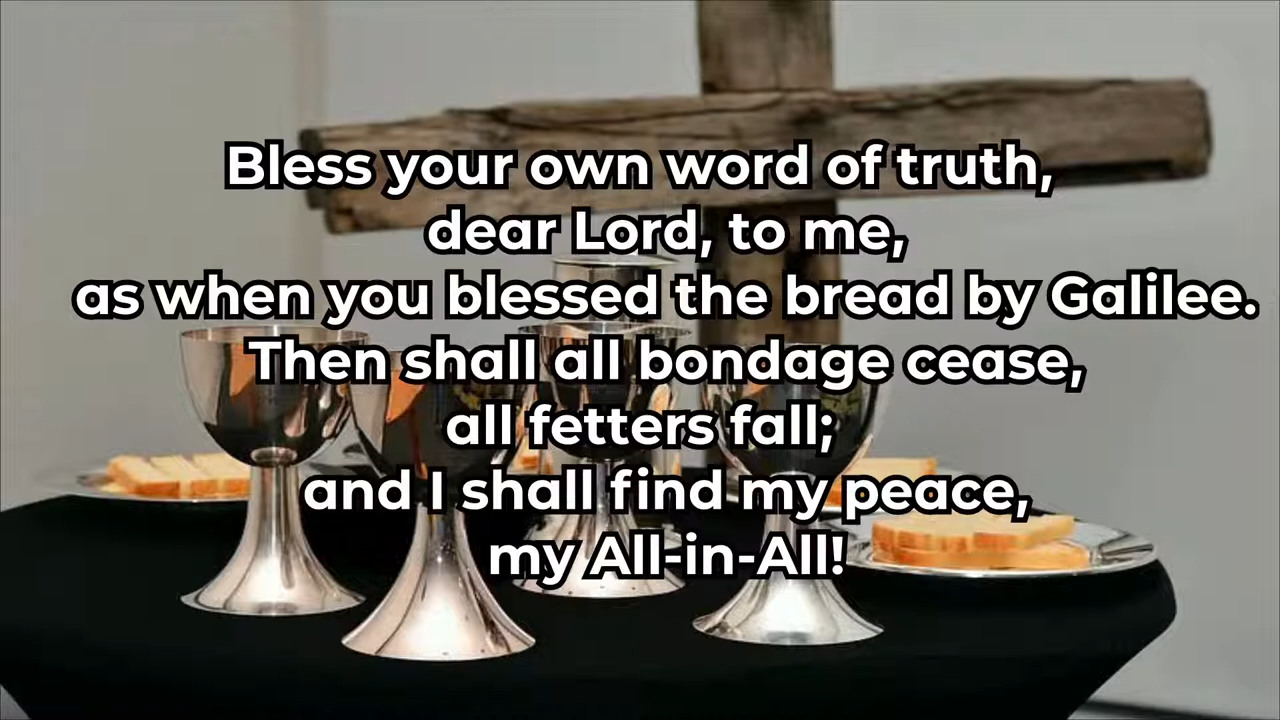 Bless your own word of truth,
dear Lord, to me,
as when you blessed the bread by Galilee.
Then shall all bondage cease,
all fetters fall;
and I shall find my peace,
my All-in-All!